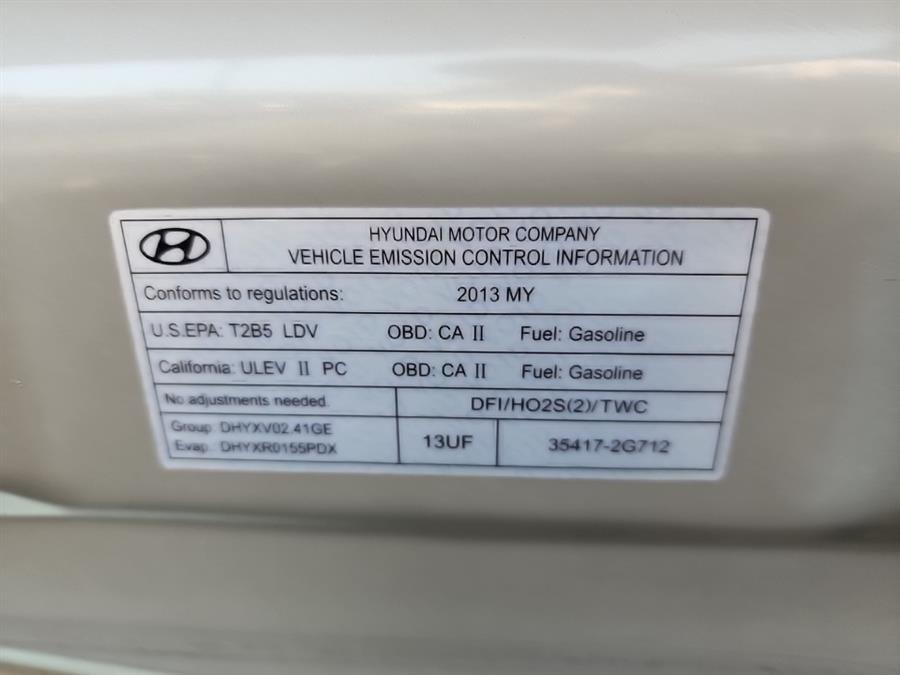 HYUNDAI MOTOR COMPANY
VEHICLE EMISSION CONTROL INFORMATION
Conforms to regulations: 2013 MY
U.S.EPA: T2B5 LDV OBD: CA II Fuel: Gasoline
California: ULEV II PC OBD: CA II Fuel: Gasoline
No adjustments needed. DFI/HO2S(2)/TWC
Group: DHYXV02.41GE
Evap: DHYXR0155PDX
13UF 35417-2G712